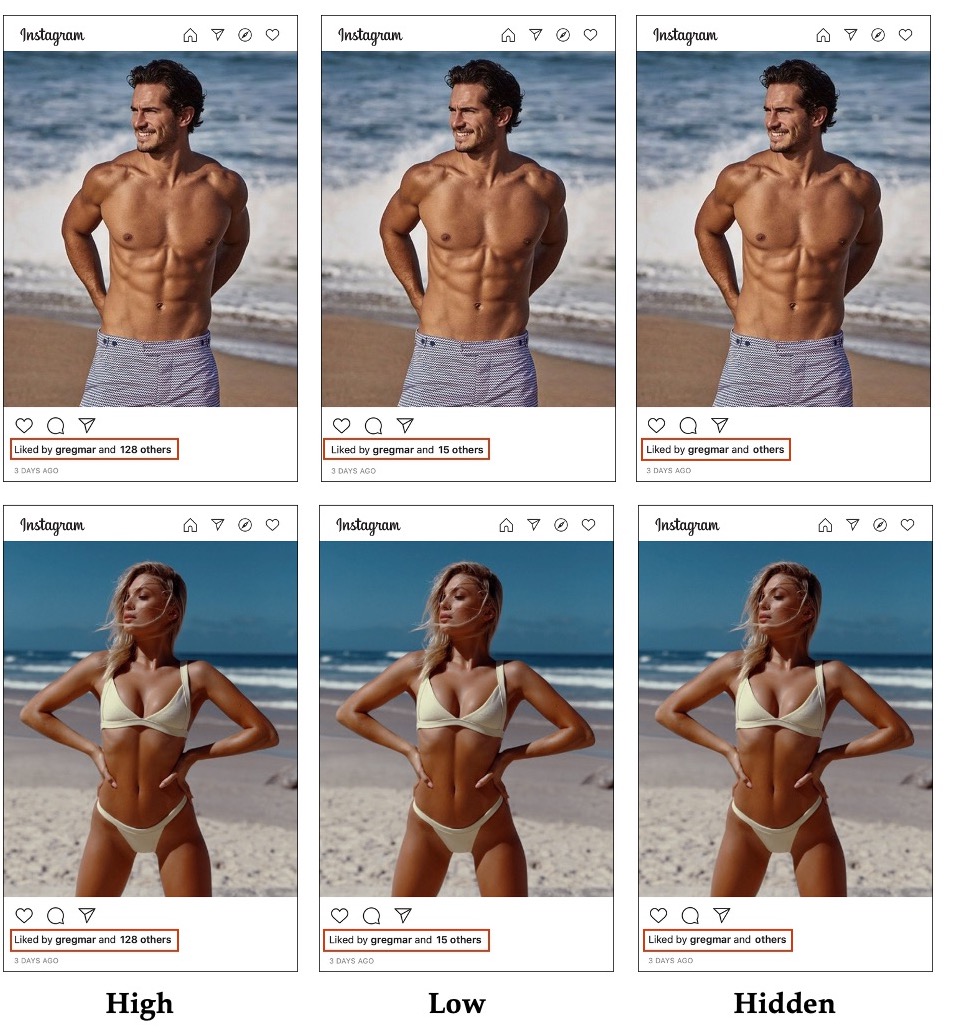 Instagram
Liked by gregmar and 128 others
3 DAYS AGO
Instagram
Liked by gregmar and 15 others
3 DAYS AGO
Instagram
Liked by gregmar and others
3 DAYS AGO
Instagram
Liked by gregmar and 128 others
3 DAYS AGO
Instagram
Liked by gregmar and 15 others
3 DAYS AGO
Instagram
Liked by gregmar and others
3 DAYS AGO
High
Low
Hidden